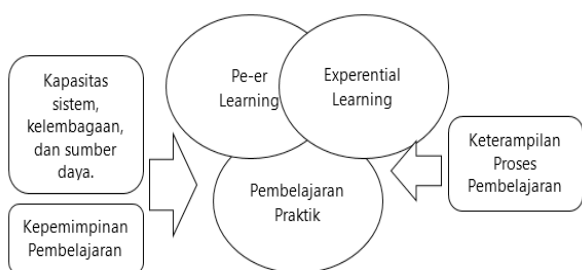 Kapasitas
sistem,
kelembagaan,
dan sumber
daya.
Kepemimpinan
Pembelajaran
Pe-er
Learning
Experential
Learning
Pembelajaran
Praktik
Keterampilan
Proses
Pembelajaran